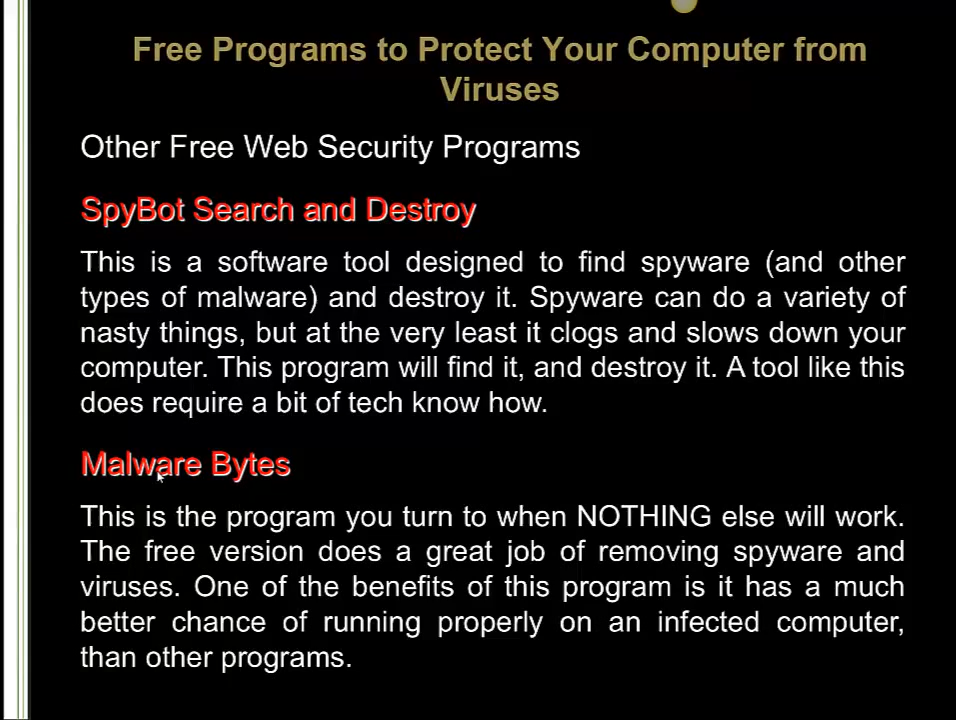 Free Programs to Protect Your Computer from
Viruses
Other Free Web Security Programs
SpyBot Search and Destroy
This is a software tool designed to find spyware (and other
types of malware) and destroy it. Spyware can do a variety of
nasty things, but at the very least it clogs and slows down your
computer. This program will find it, and destroy it. A tool like this
does require a bit of tech know how.
Malware Bytes
This is the program you turn to when NOTHING else will work.
The free version does a great job of removing spyware and
viruses. One of the benefits of this program is it has a much
better chance of running properly on an infected computer,
than other programs.